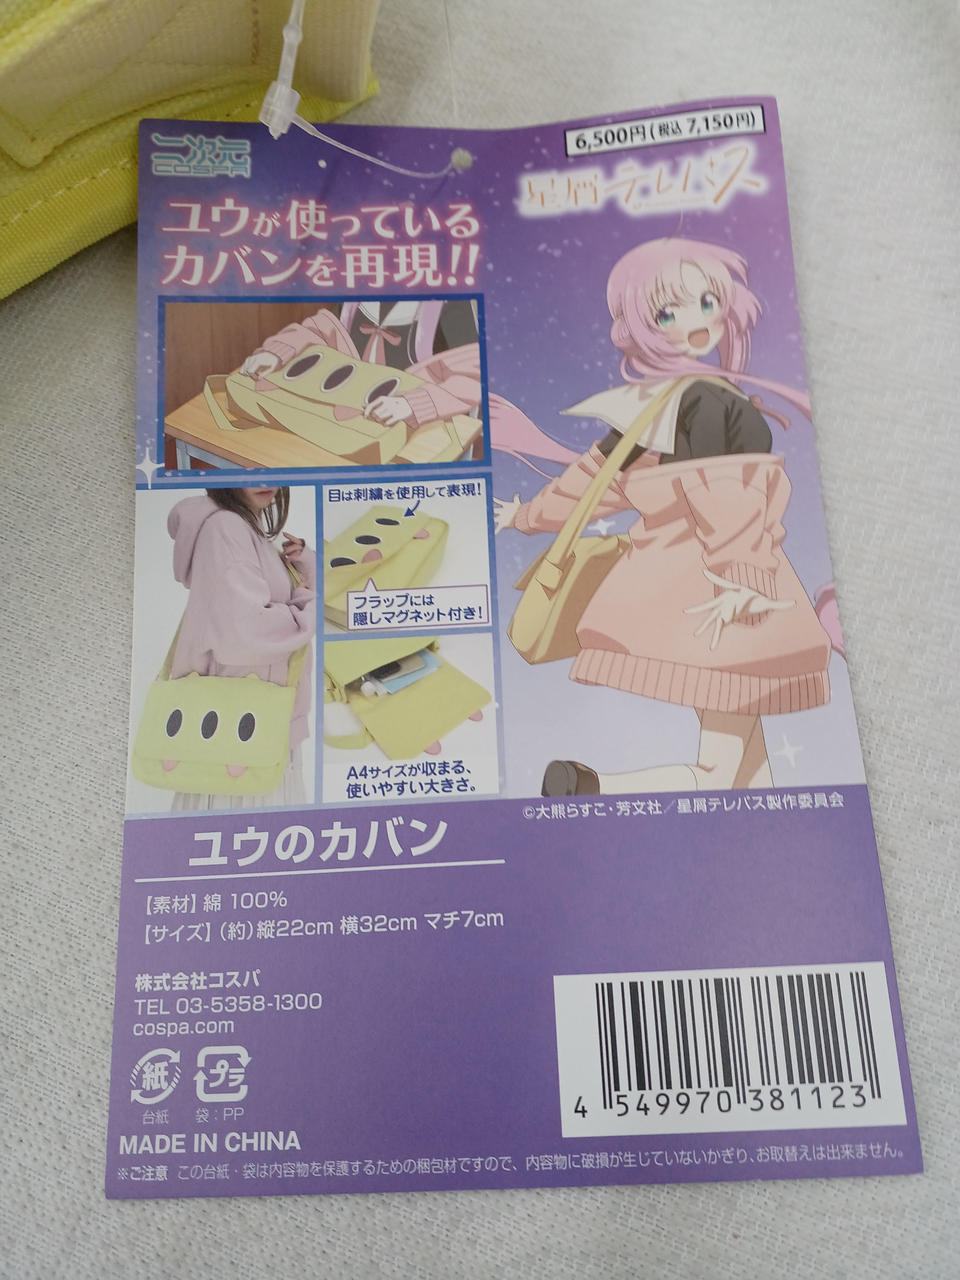 二次元
COSPA
6,500円(税込 7,150円)
星屑テレパス
ユウが使っている
カバンを再現!!
目は刺繍を使用して表現!
フラップには
隠しマグネット付き!
A4サイズが収まる、
使いやすい大きさ。
©大熊らすこ・芳文社/星屑テレパス製作委員会
ユウのカバン
【素材】綿 100%
【サイズ】(約)縦22cm 横32cm マチ7cm
株式会社コスパ
TEL 03-5358-1300
cospa.com
紙
プラ
台紙 袋:PP
MADE IN CHINA
4 549970 381123
※ご注意 この台紙・袋は内容物を保護するための梱包材ですので、内容物に破損が生じていないかぎり、お取替えは出来ません。